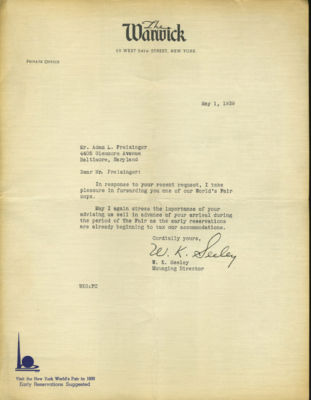 The
Warwick
65 WEST 54TH STREET, NEW YORK
PRIVATE OFFICE
May 1, 1939
Mr. Adam L. Freisinger
4405 Glenmore Avenue
Baltimore, Maryland
Dear Mr. Freisinger:
In response to your recent request, I take
pleasure in forwarding you one of our World's Fair
maps.
May I again stress the importance of your
advising us well in advance of your arrival during
the period of The Fair as the early reservations
are already beginning to tax our accommodations.
Cordially yours,
W. K. Seeley
W. K. Seeley
Managing Director
WKS:FC
Visit the New York World's Fair in 1939
Early Reservations Suggested